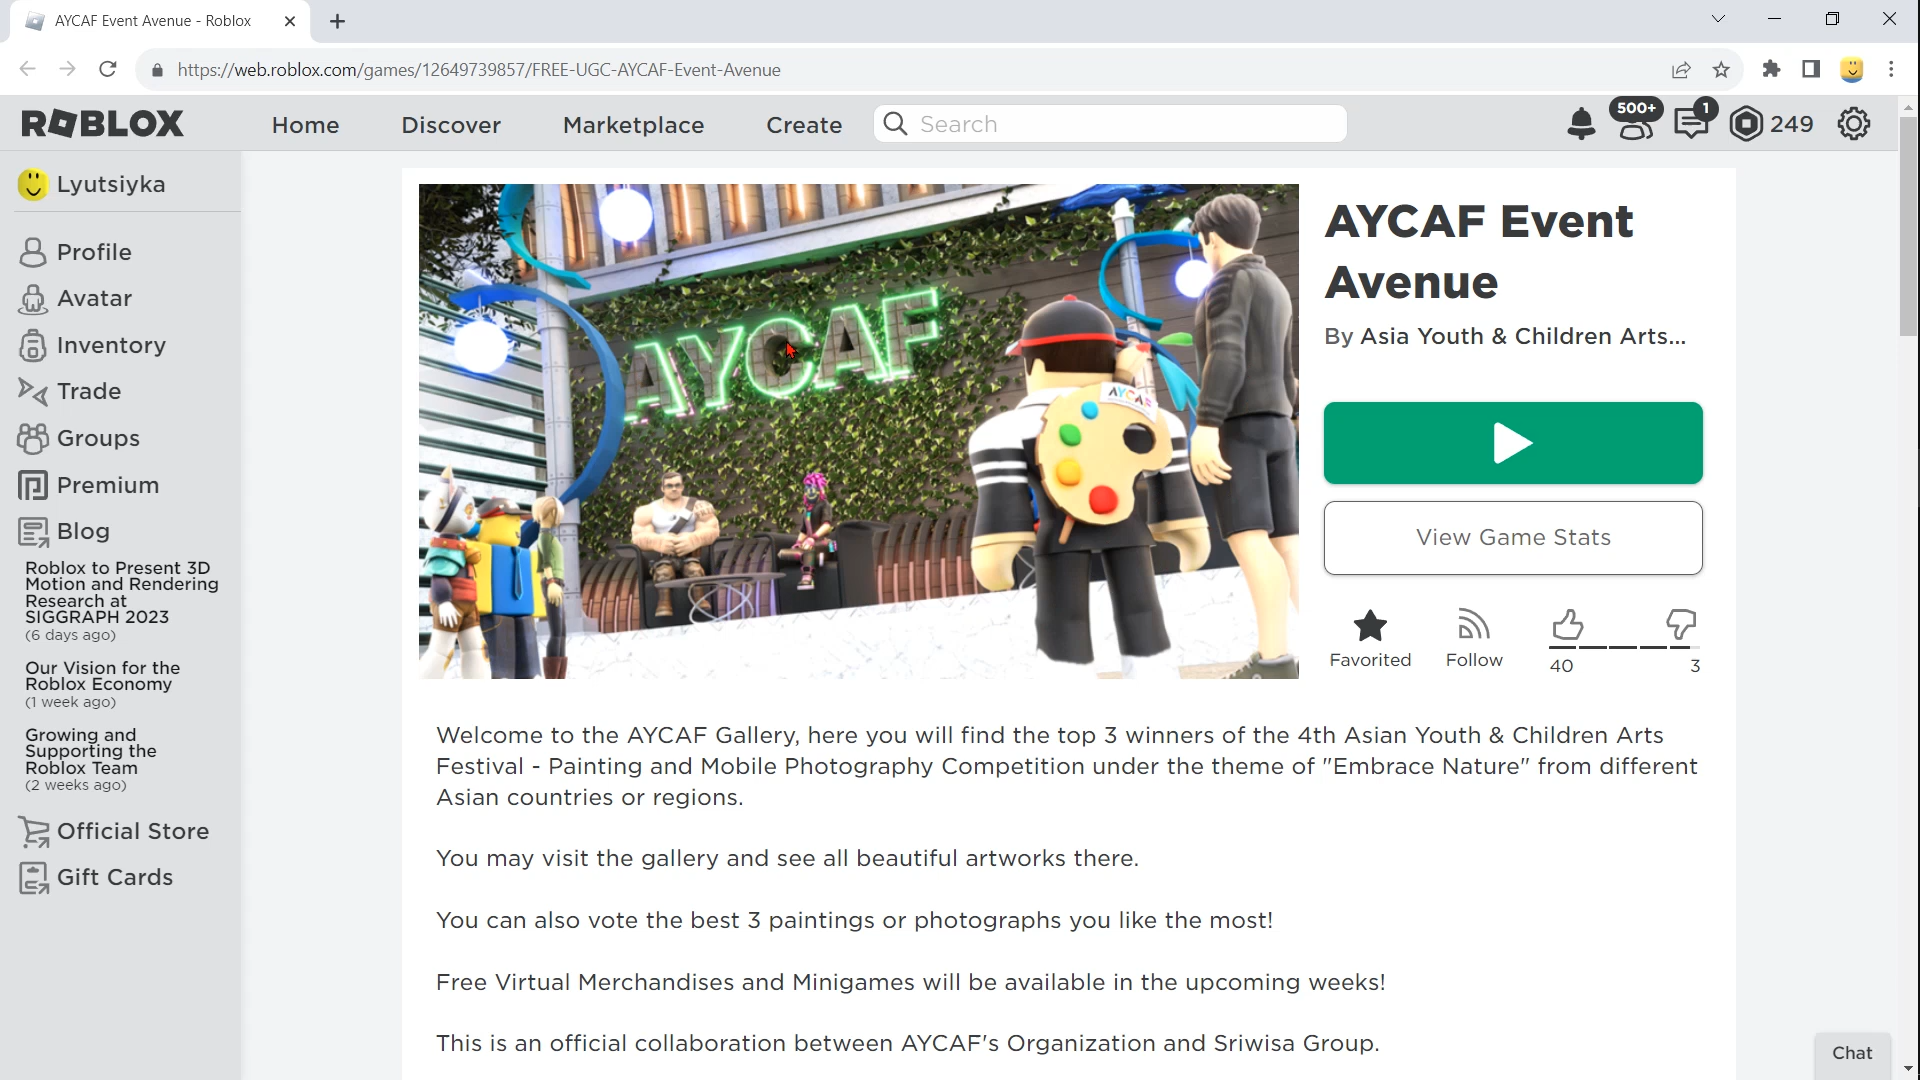 AYCAF Event Avenue - Roblox
https://web.roblox.com/games/12649739857/FREE-UGC-AYCAF-Event-Avenue
ROBLOX
Home
Discover
Marketplace
Create
Search
500+
1
249
Lyutsiyka
Profile
Avatar
Inventory
Trade
Groups
Premium
Blog
Roblox to Present 3D
Motion and Rendering
Research at
SIGGRAPH 2023
(6 days ago)
Our Vision for the
Roblox Economy
(1 week ago)
Growing and
Supporting the
Roblox Team
(2 weeks ago)
Official Store
Gift Cards
AYCAF
AYCAF
AYCAF Event
Avenue
By Asia Youth & Children Arts...
View Game Stats
Favorited
Follow
40
3
Welcome to the AYCAF Gallery, here you will find the top 3 winners of the 4th Asian Youth & Children Arts
Festival - Painting and Mobile Photography Competition under the theme of "Embrace Nature" from different
Asian countries or regions.
You may visit the gallery and see all beautiful artworks there.
You can also vote the best 3 paintings or photographs you like the most!
Free Virtual Merchandises and Minigames will be available in the upcoming weeks!
This is an official collaboration between AYCAF's Organization and Sriwisa Group.
Chat